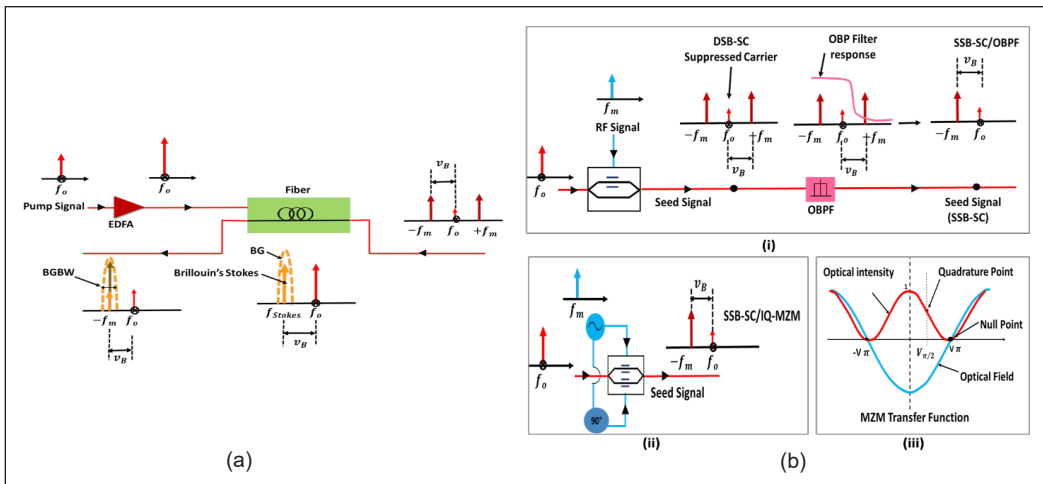 f_o
f_o
Pump Signal
EDFA
Fiber
v_B
−f_m f_o +f_m
BGBW
−f_m f_o
v_B
BG
Brillouin's Stokes
f_Stokes f_o
v_B
(a)
DSB-SC
Suppressed Carrier
OBP Filter
response
SSB-SC/OBPF
v_B
f_m
RF Signal
−f_m f_o +f_m
v_B
−f_m f_o +f_m
v_B
−f_m f_o
f_o
Seed Signal
OBPF
Seed Signal
(SSB-SC)
(i)
f_m
v_B
SSB-SC/IQ-MZM
−f_m f_o
f_o
Seed Signal
90°
(ii)
Optical intensity
1
Quadrature Point
Null Point
-V π
V_π/2
V π
Optical Field
MZM Transfer Function
(iii)
(b)